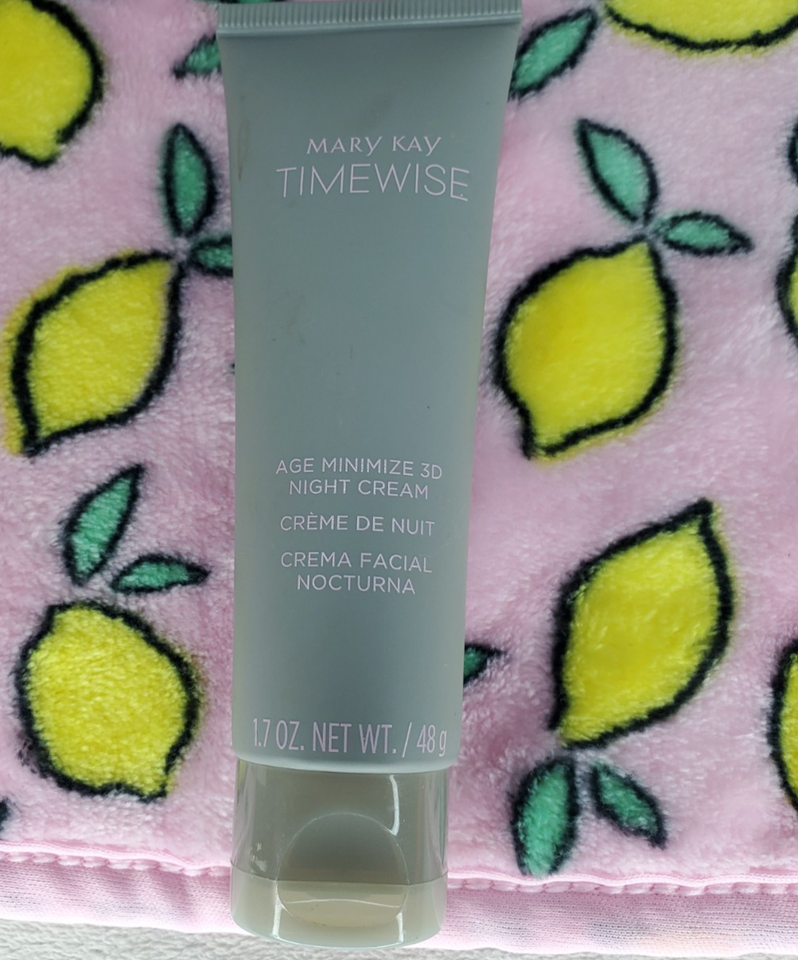 MARY KAY
TIMEWISE
AGE MINIMIZE 3D
NIGHT CREAM
CRÈME DE NUIT
CREMA FACIAL
NOCTURNA
1.7 OZ. NET WT. / 48 g